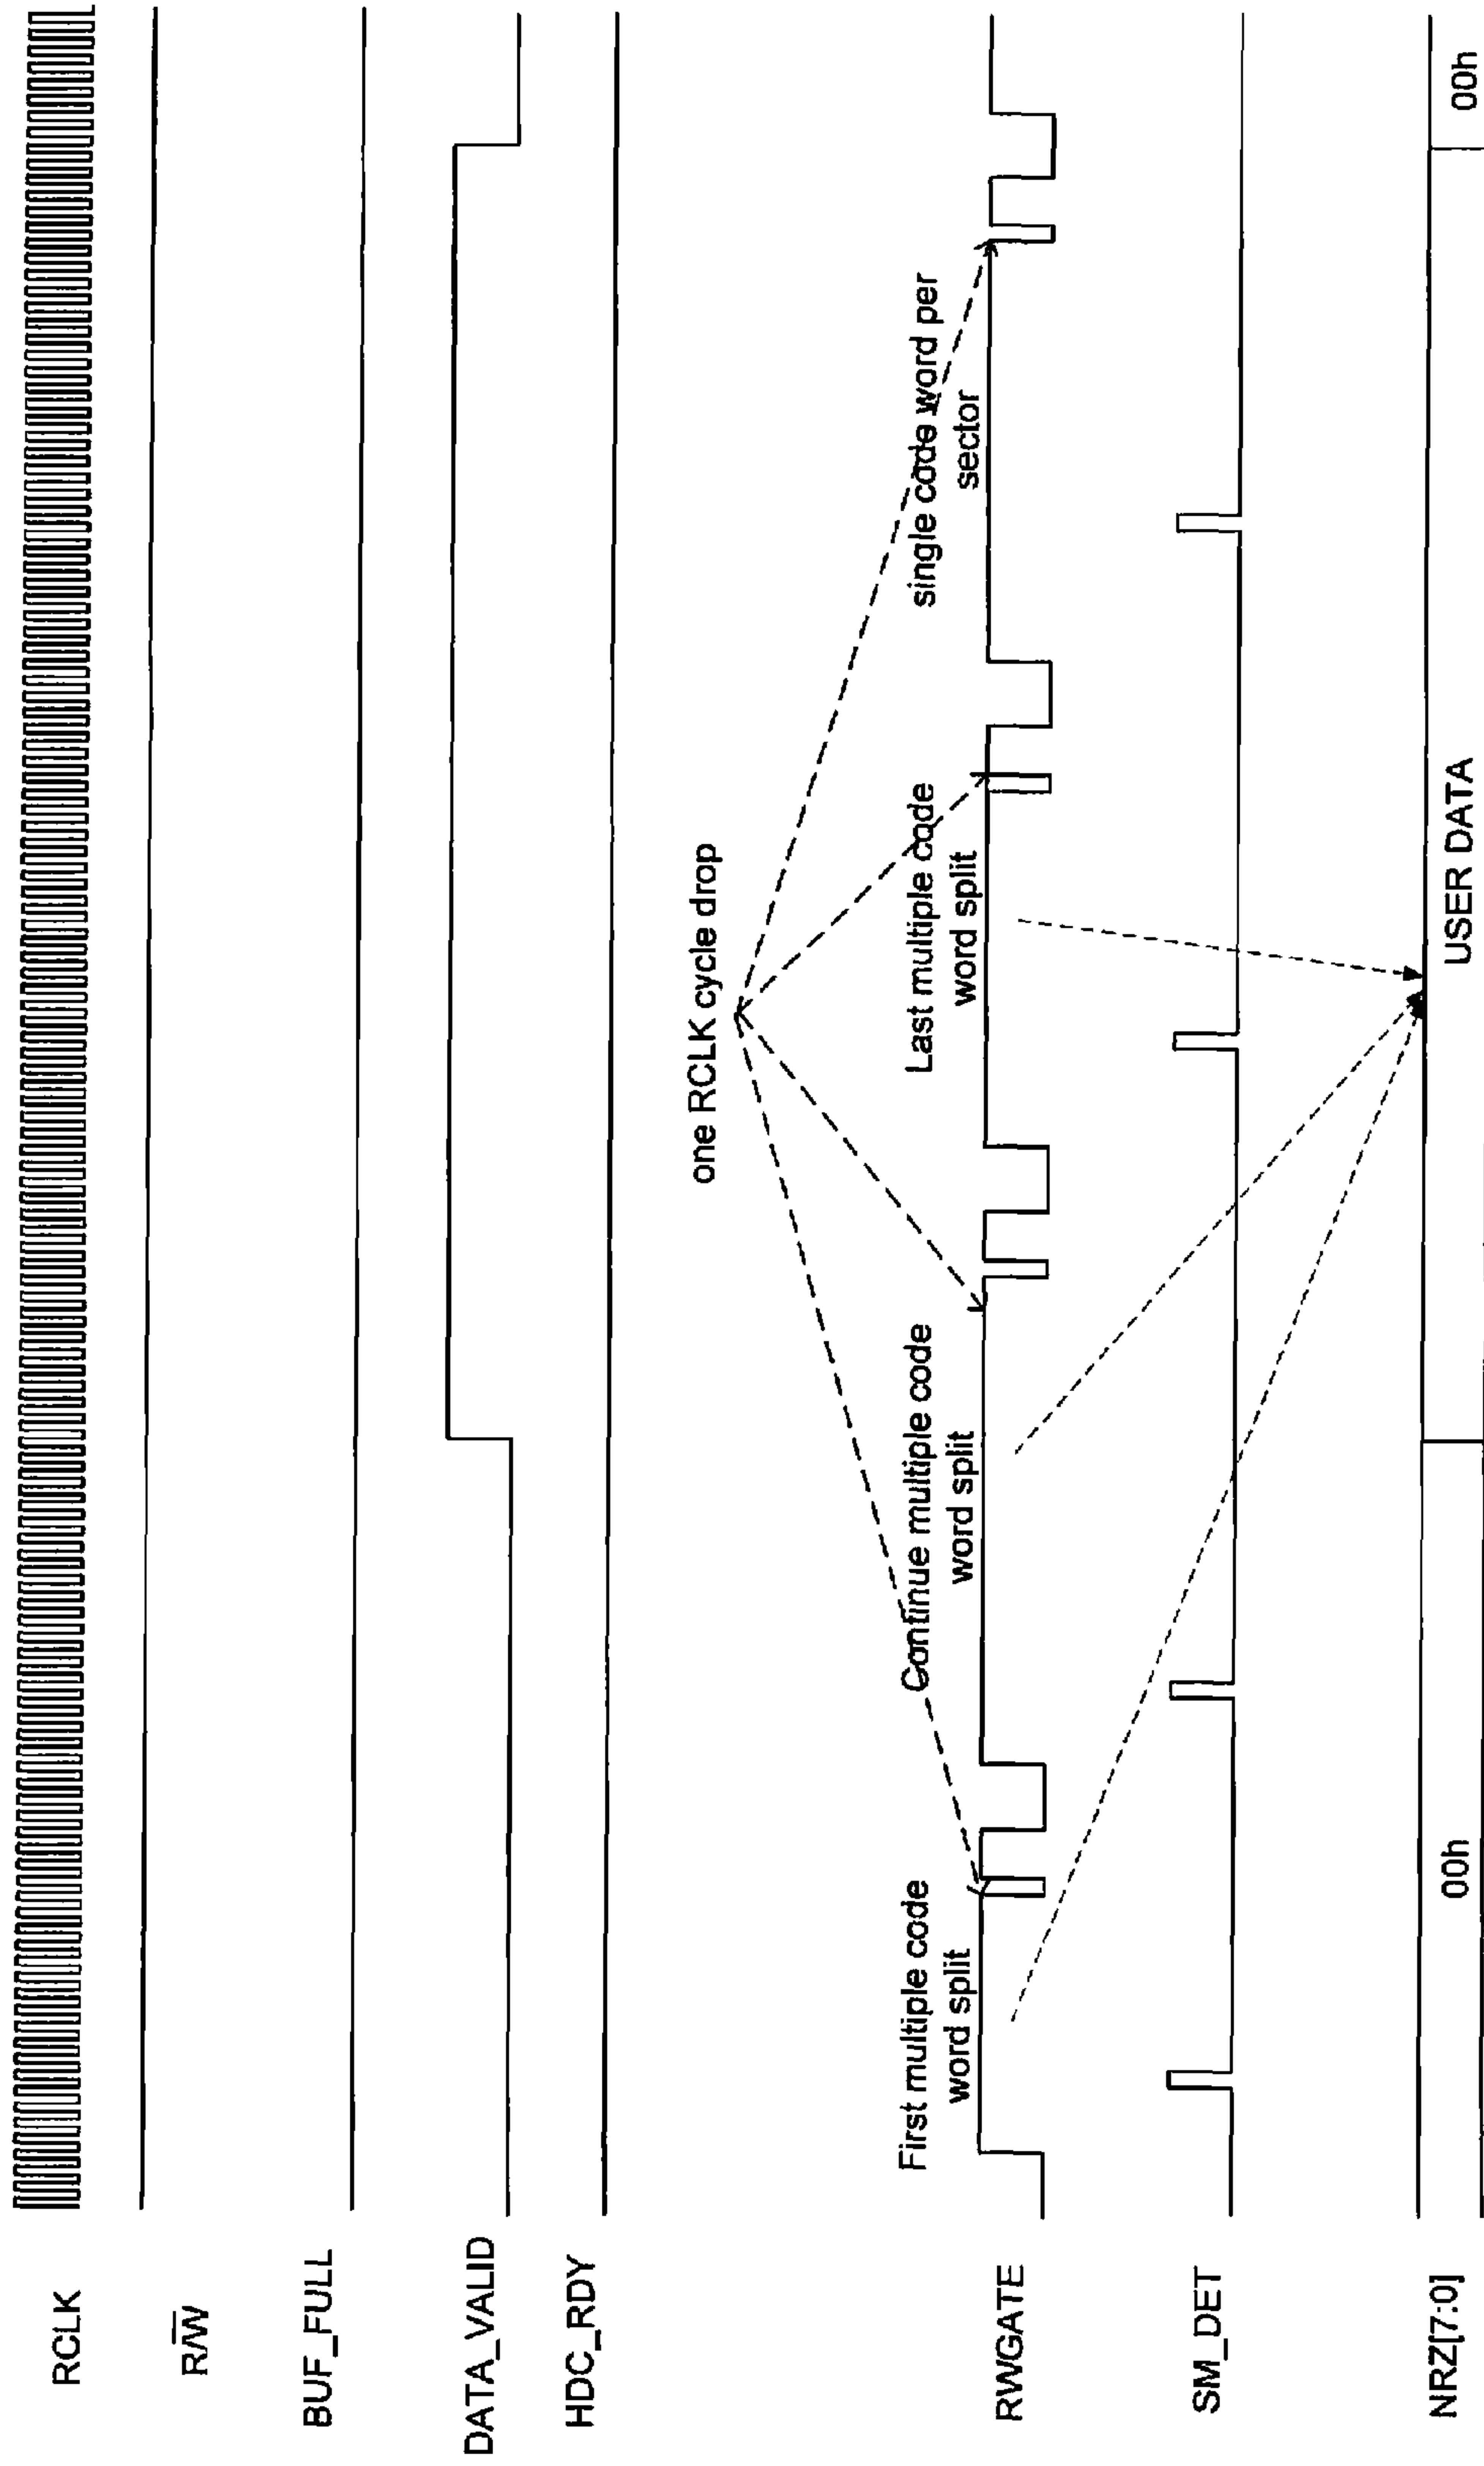 RCLK
R/W̅
BUF_FULL
DATA_VALID
HDC_RDY
one RCLK cycle drop
First multiple code
word split
Continue multiple code
word split
Last multiple code
word split
single code word per
sector
RWGATE
SM_DET
NRZ[7:0]
00h
USER DATA
00h